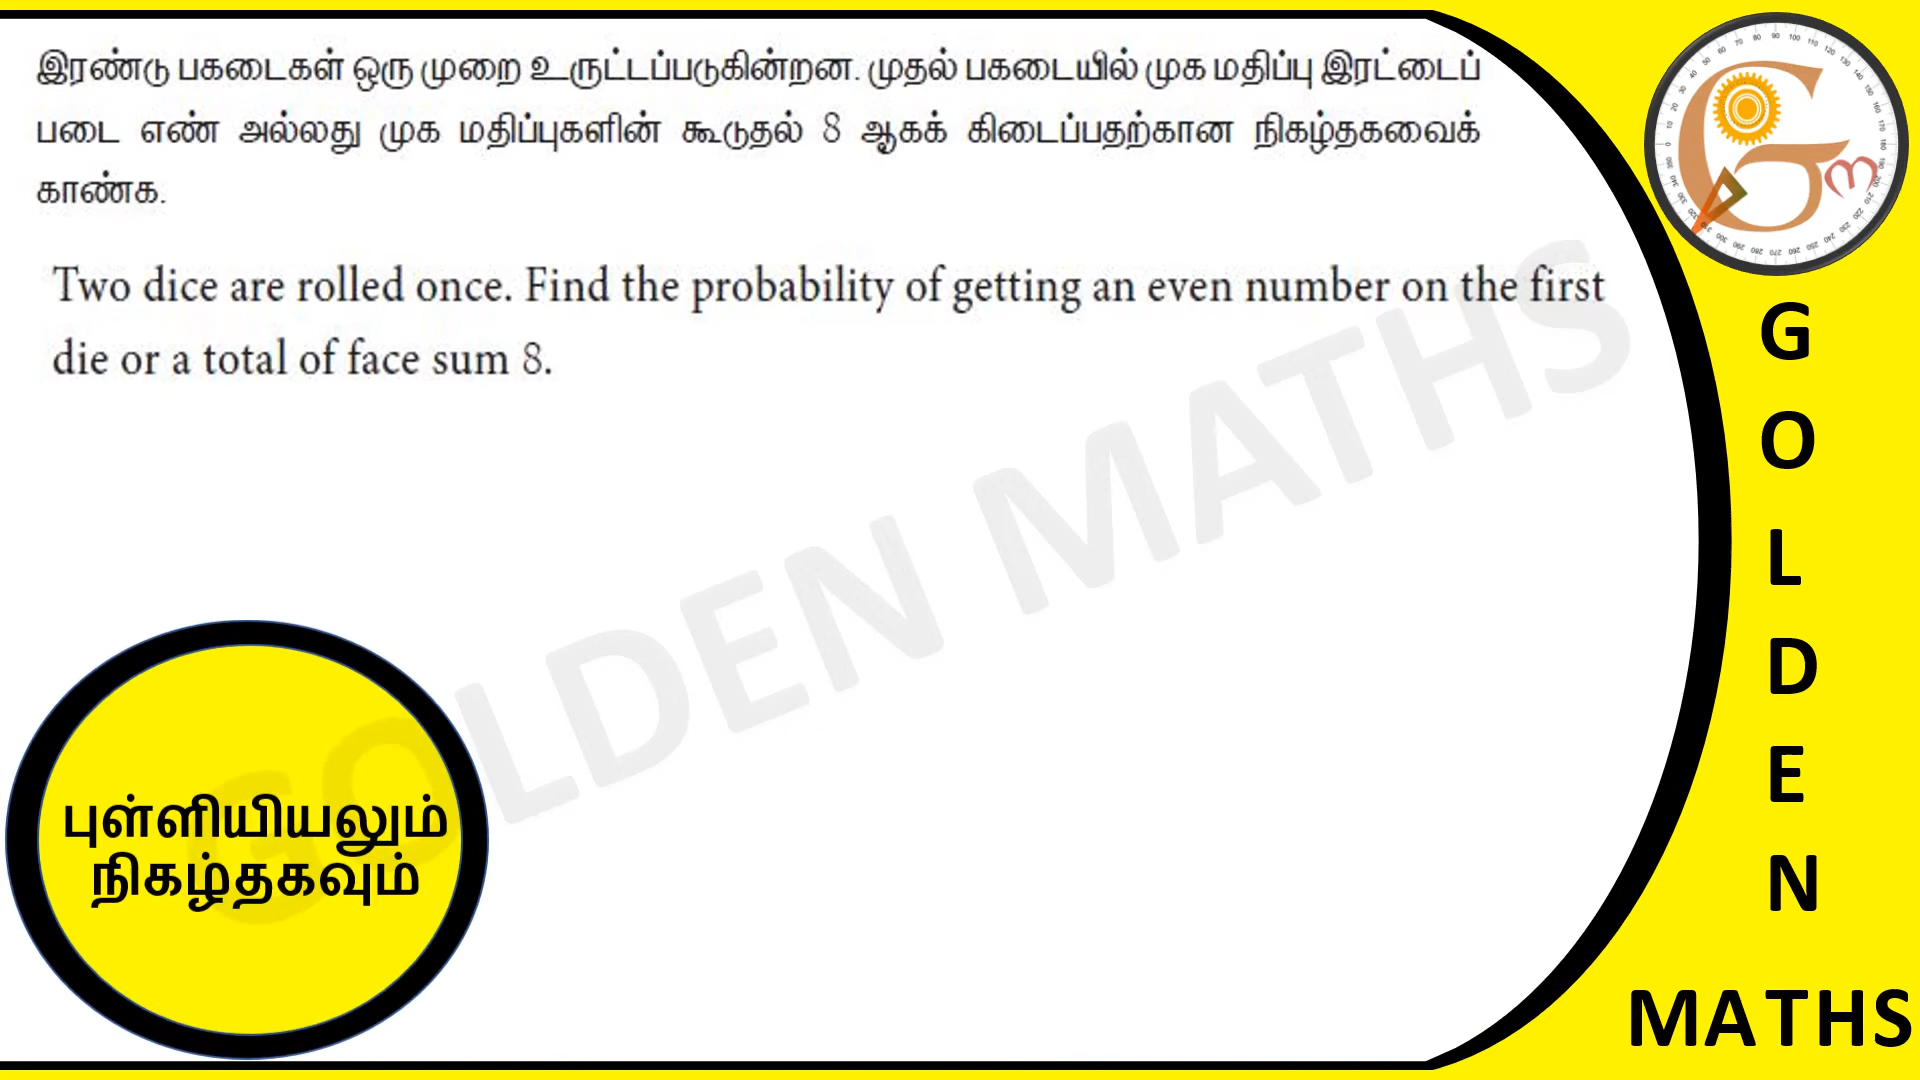 இரண்டு பகடைகள் ஒரு முறை உருட்டப்படுகின்றன. முதல் பகடையில் முக மதிப்பு இரட்டைப்
படை எண் அல்லது முக மதிப்புகளின் கூடுதல் 8 ஆகக் கிடைப்பதற்கான நிகழ்தகவைக்
காண்க.
Two dice are rolled once. Find the probability of getting an even number on the first
die or a total of face sum 8.
GOLDEN MATHS
புள்ளியியலும்
நிகழ்தகவும்
G
O
L
D
E
N
MATHS